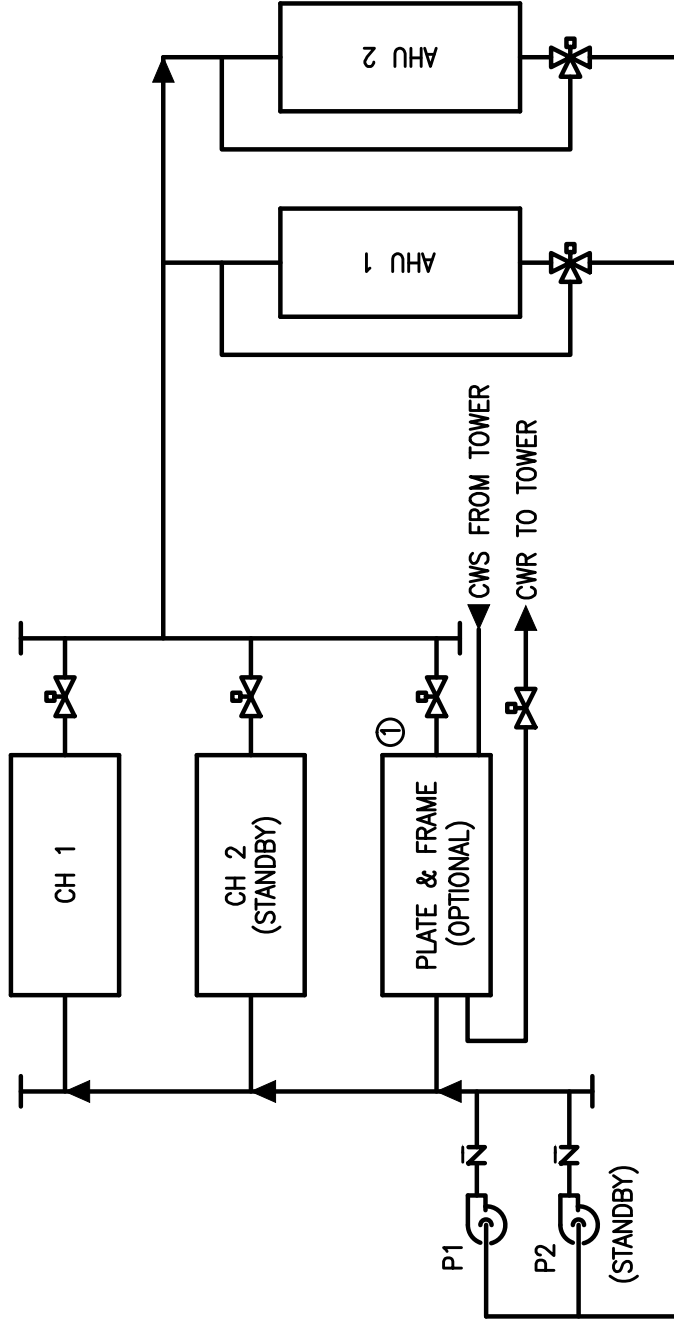 CH 1
CH 2
(STANDBY)
PLATE & FRAME
(OPTIONAL)
1
CWS FROM TOWER
CWR TO TOWER
AHU 1
AHU 2
P1
P2
(STANDBY)